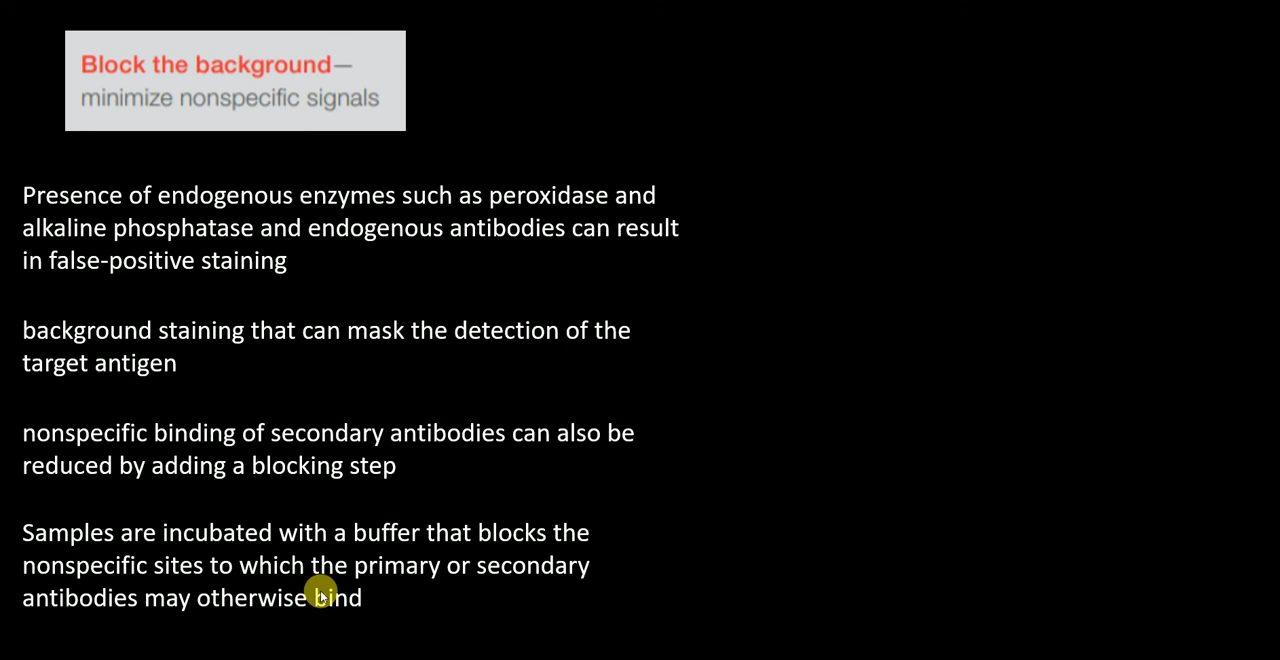 Block the background—
minimize nonspecific signals
Presence of endogenous enzymes such as peroxidase and
alkaline phosphatase and endogenous antibodies can result
in false-positive staining
background staining that can mask the detection of the
target antigen
nonspecific binding of secondary antibodies can also be
reduced by adding a blocking step
Samples are incubated with a buffer that blocks the
nonspecific sites to which the primary or secondary
antibodies may otherwise bind